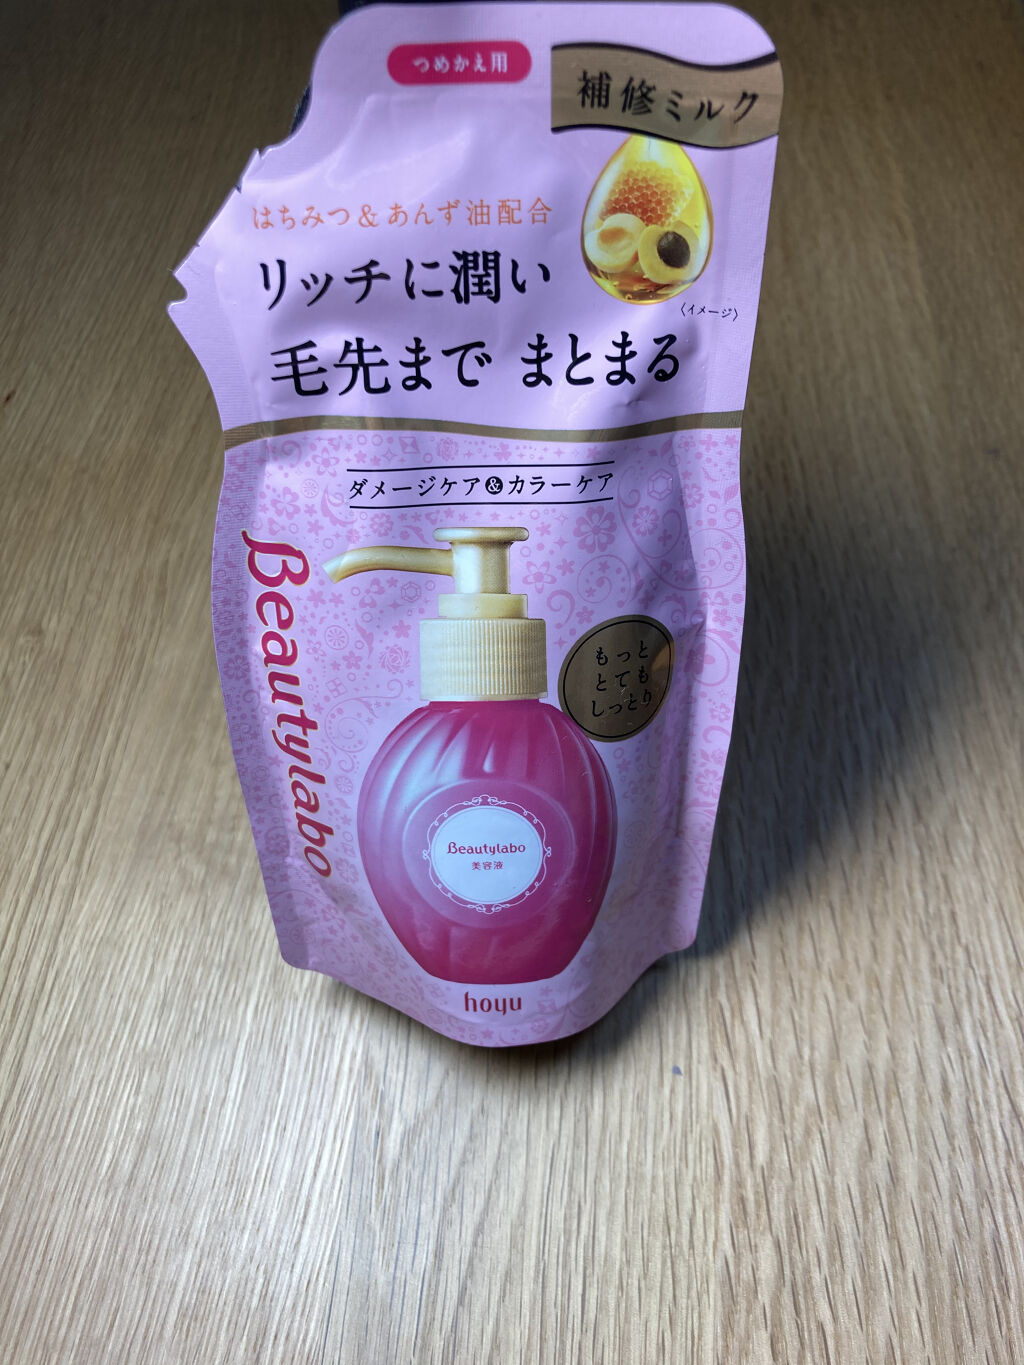 つめかえ用
補修ミルク
はちみつ&あんず油配合
リッチに潤い
毛先まで まとまる
〈イメージ〉
ダメージケア&カラーケア
Beautylabo
もっと
とても
しっとり
Beautylabo
美容液
hoyu